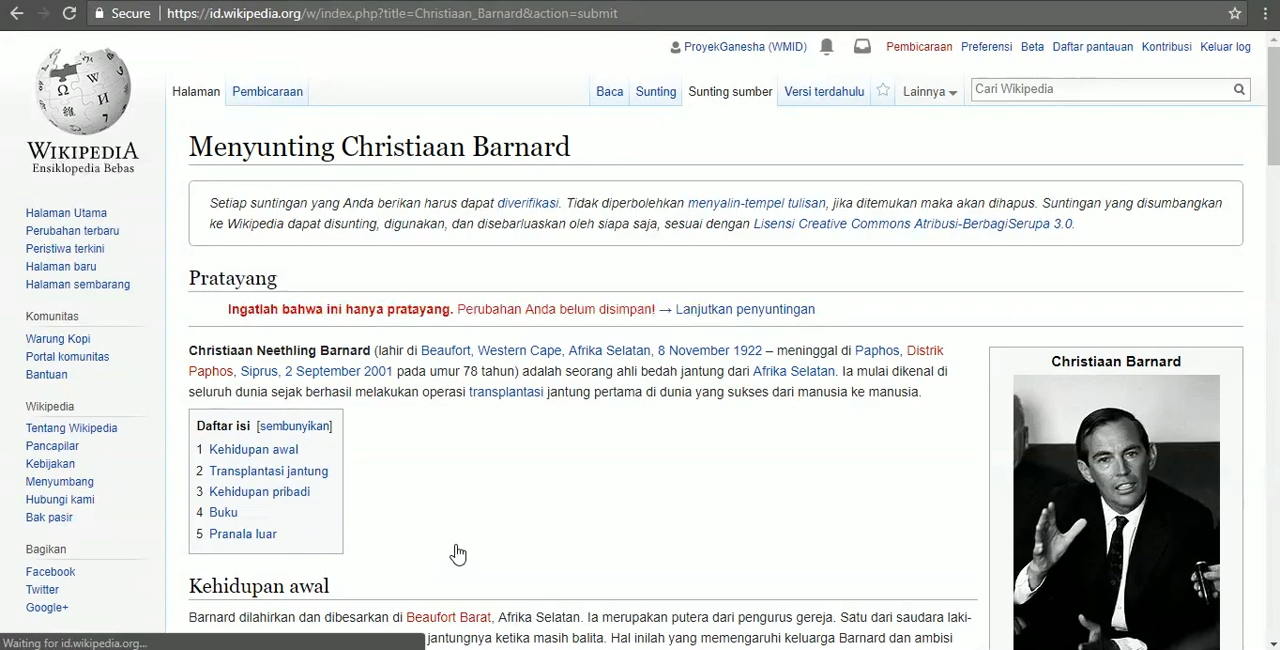 Secure https://id.wikipedia.org/w/index.php?title=Christiaan_Barnard&action=submit
ProyekGanesha (WMID) Pembicaraan Preferensi Beta Daftar pantauan Kontribusi Keluar log
Halaman Pembicaraan Baca Sunting Sunting sumber Versi terdahulu Lainnya Cari Wikipedia
WIKIPEDIA
Ensiklopedia Bebas
Halaman Utama
Perubahan terbaru
Peristiwa terkini
Halaman baru
Halaman sembarang
Komunitas
Warung Kopi
Portal komunitas
Bantuan
Wikipedia
Tentang Wikipedia
Pancapilar
Kebijakan
Menyumbang
Hubungi kami
Bak pasir
Bagikan
Facebook
Twitter
Google+
Menyunting Christiaan Barnard
Setiap suntingan yang Anda berikan harus dapat diverifikasi. Tidak diperbolehkan menyalin-tempel tulisan, jika ditemukan maka akan dihapus. Suntingan yang disumbangkan
ke Wikipedia dapat disunting, digunakan, dan disebarluaskan oleh siapa saja, sesuai dengan Lisensi Creative Commons Atribusi-BerbagiSerupa 3.0.
Pratayang
Ingatlah bahwa ini hanya pratayang. Perubahan Anda belum disimpan! → Lanjutkan penyuntingan
Christiaan Neethling Barnard (lahir di Beaufort, Western Cape, Afrika Selatan, 8 November 1922 – meninggal di Paphos, Distrik
Paphos, Siprus, 2 September 2001 pada umur 78 tahun) adalah seorang ahli bedah jantung dari Afrika Selatan. Ia mulai dikenal di
seluruh dunia sejak berhasil melakukan operasi transplantasi jantung pertama di dunia yang sukses dari manusia ke manusia.
Daftar isi [sembunyikan]
1 Kehidupan awal
2 Transplantasi jantung
3 Kehidupan pribadi
4 Buku
5 Pranala luar
Kehidupan awal
Barnard dilahirkan dan dibesarkan di Beaufort Barat, Afrika Selatan. Ia merupakan putera dari pengurus gereja. Satu dari saudara laki-
jantungnya ketika masih balita. Hal inilah yang memengaruhi keluarga Barnard dan ambisi
Christiaan Barnard
Waiting for id.wikipedia.org...